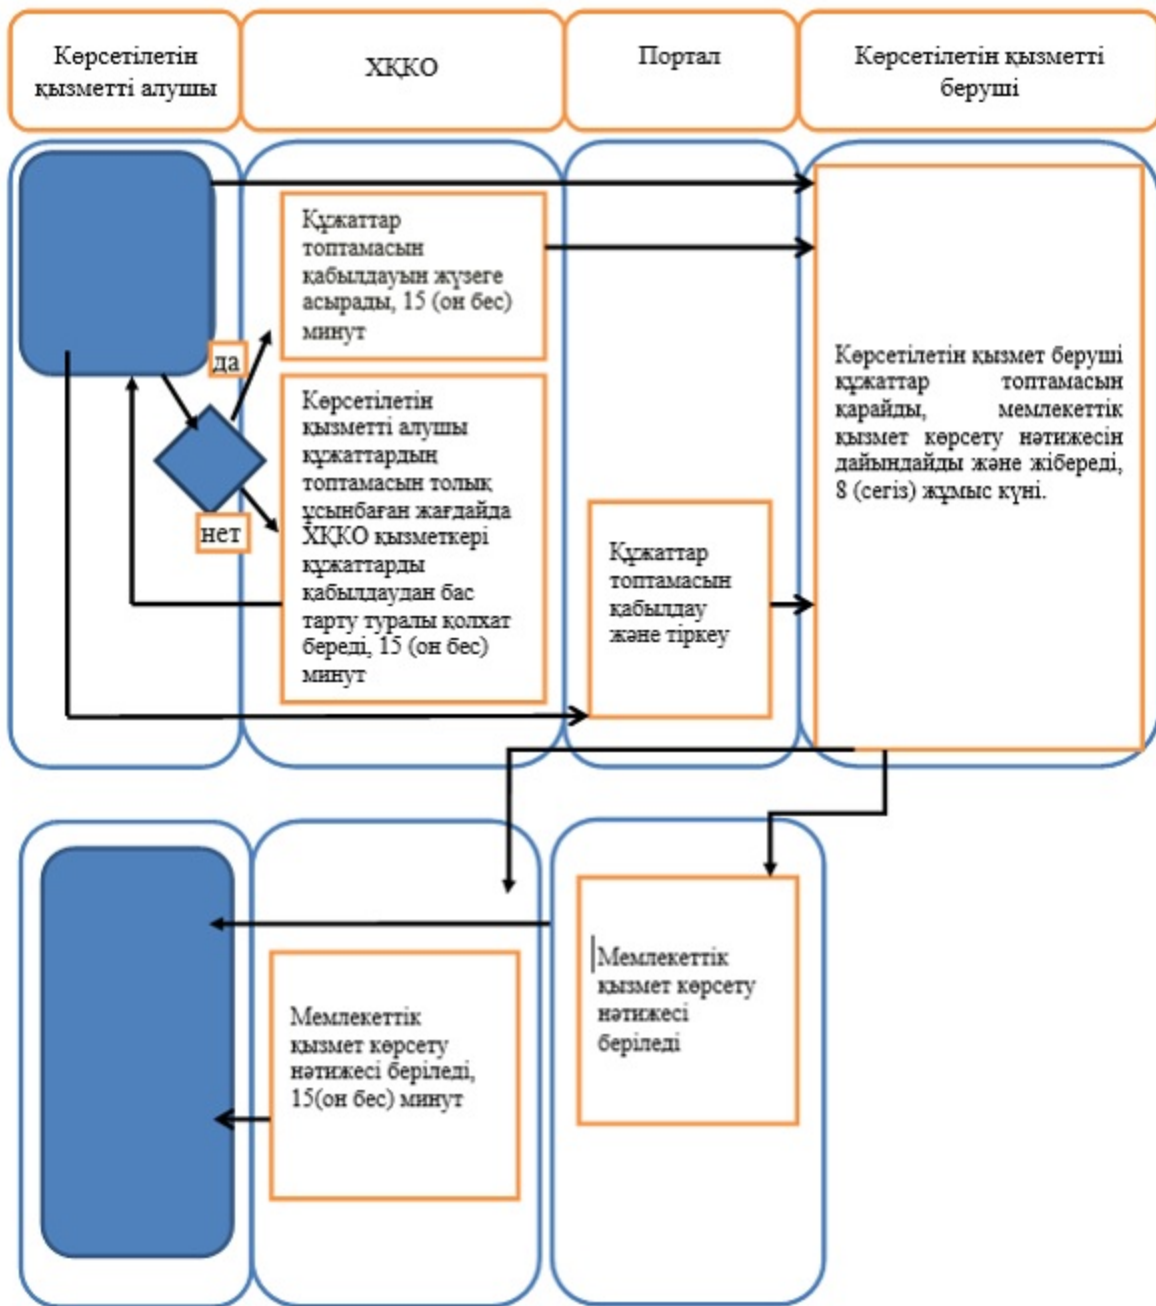 Көрсетілетін
қызметті алушы
ХҚКО
Портал
Көрсетілетін қызметті
беруші
Құжаттар
топтамасын
қабылдауын жүзеге
асырады, 15 (он бес)
минут
да
Көрсетілетін
қызметті алушы
құжаттардың
топтамасын толық
ұсынбаған жағдайда
ХҚКО қызметкері
құжаттарды
қабылдаудан бас
тарту туралы қолхат
береді, 15 (он бес)
минут
нет
Құжаттар
топтамасын
қабылдау
және тіркеу
Көрсетілетін қызмет беруші
құжаттар топтамасын
қарайды, мемлекеттік
қызмет көрсету нәтижесін
дайындайды және жібереді,
8 (сегіз) жұмыс күні.
Мемлекеттік
қызмет көрсету
нәтижесі беріледі,
15(он бес) минут
Мемлекеттік
қызмет көрсету
нәтижесі
беріледі